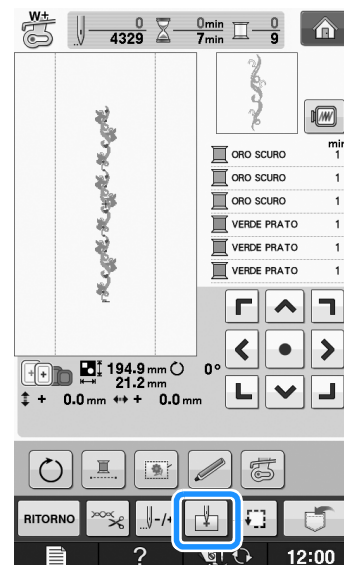 W+
0 0min 0
4329 7min 9
min
ORO SCURO 1
ORO SCURO 1
ORO SCURO 1
VERDE PRATO 1
VERDE PRATO 1
VERDE PRATO 1
194.9 mm 0°
21.2 mm
+ 0.0 mm + 0.0 mm
RITORNO -/+
? 12:00